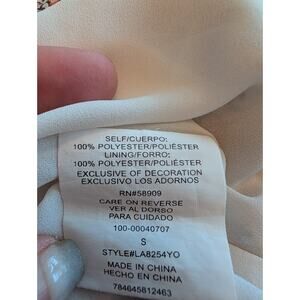 SELF/CUERPO:
100% POLYESTER/POLIÉSTER
LINING/FORRO:
100% POLYESTER/POLIÉSTER
EXCLUSIVE OF DECORATION
EXCLUSIVO LOS ADORNOS
RN#58909
CARE ON REVERSE
VER AL DORSO
PARA CUIDADO
100-00040707
S
STYLE#LA8254YO
MADE IN CHINA
HECHO EN CHINA
784645812463